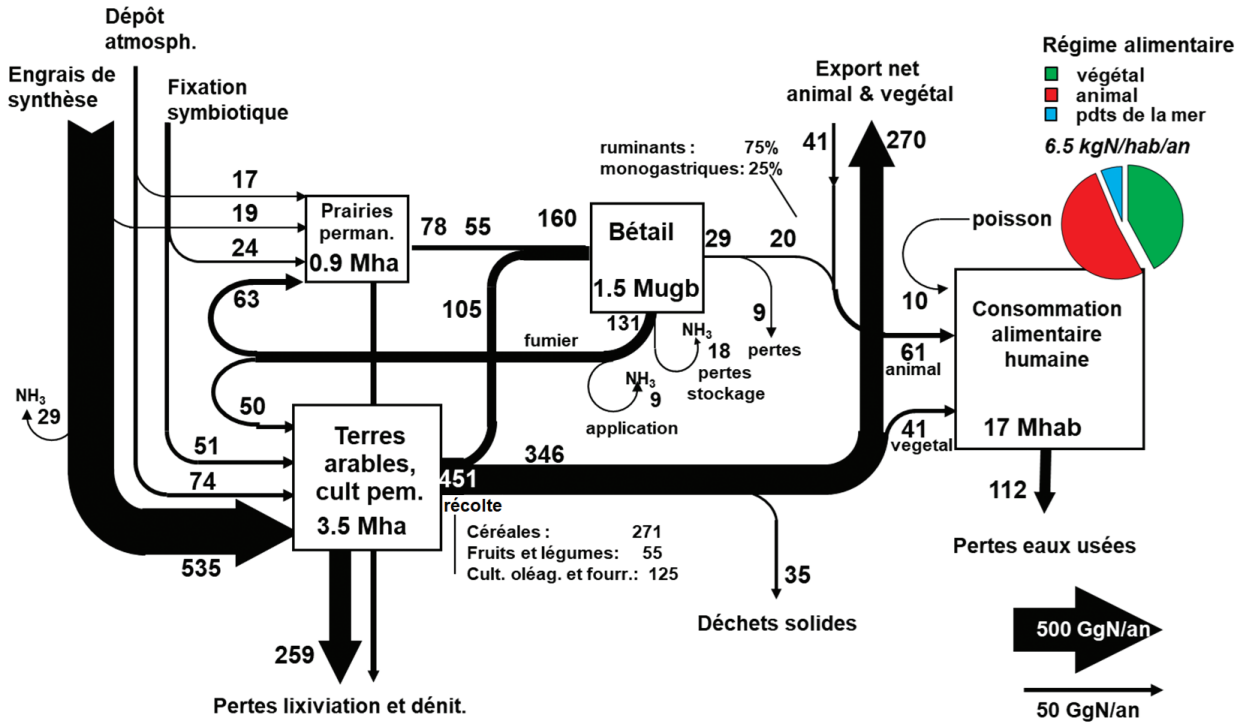 Dépôt
atmosph.
Engrais de
synthèse
Fixation
symbiotique
Export net
animal & vegétal
Régime alimentaire
végétal
animal
pdts de la mer
6.5 kgN/hab/an
ruminants : 75%
monogastriques: 25%
41
270
17
19
24
63
Prairies
perman.
0.9 Mha
78
55
160
Bétail
1.5 Mugb
29
20
poisson
10
105
131
fumier
NH3
18
pertes
stockage
9
pertes
NH3
9
application
Consommation
alimentaire
humaine
17 Mhab
61
animal
41
vegetal
NH3
29
50
51
74
535
Terres
arables,
cult pem.
3.5 Mha
451
récolte
346
Céréales : 271
Fruits et légumes: 55
Cult. oléag. et fourr.: 125
35
Déchets solides
112
Pertes eaux usées
259
Pertes lixiviation et dénit.
500 GgN/an
50 GgN/an